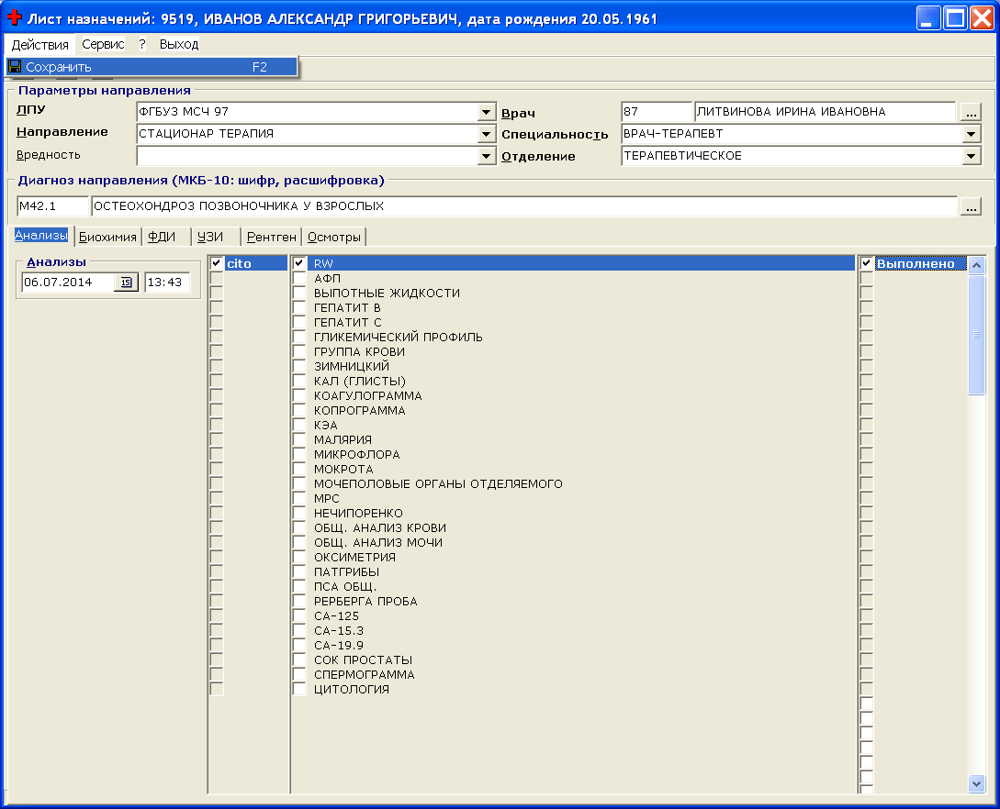 Лист назначений: 9519, ИВАНОВ АЛЕКСАНДР ГРИГОРЬЕВИЧ, дата рождения 20.05.1961
Действия Сервис ? Выход
Сохранить F2
Параметры направления
ЛПУ ФГБУЗ МСЧ 97 Врач 87 ЛИТВИНОВА ИРИНА ИВАНОВНА ...
Направление СТАЦИОНАР ТЕРАПИЯ Специальность ВРАЧ-ТЕРАПЕВТ
Вредность Отделение ТЕРАПЕВТИЧЕСКОЕ
Диагноз направления (МКБ-10: шифр, расшифровка)
М42.1 ОСТЕОХОНДРОЗ ПОЗВОНОЧНИКА У ВЗРОСЛЫХ ...
Анализы Биохимия ФДИ УЗИ Рентген Осмотры
Анализы cito RW Выполнено
06.07.2014 15 13:43
АФП
ВЫПОТНЫЕ ЖИДКОСТИ
ГЕПАТИТ В
ГЕПАТИТ С
ГЛИКЕМИЧЕСКИЙ ПРОФИЛЬ
ГРУППА КРОВИ
ЗИМНИЦКИЙ
КАЛ (ГЛИСТЫ)
КОАГУЛОГРАММА
КОПРОГРАММА
КЭА
МАЛЯРИЯ
МИКРОФЛОРА
МОКРОТА
МОЧЕПОЛОВЫЕ ОРГАНЫ ОТДЕЛЯЕМОГО
МРС
НЕЧИПОРЕНКО
ОБЩ. АНАЛИЗ КРОВИ
ОБЩ. АНАЛИЗ МОЧИ
ОКСИМЕТРИЯ
ПАТГРИБЫ
ПСА ОБЩ.
РЕРБЕРГА ПРОБА
СА-125
СА-15.3
СА-19.9
СОК ПРОСТАТЫ
СПЕРМОГРАММА
ЦИТОЛОГИЯ